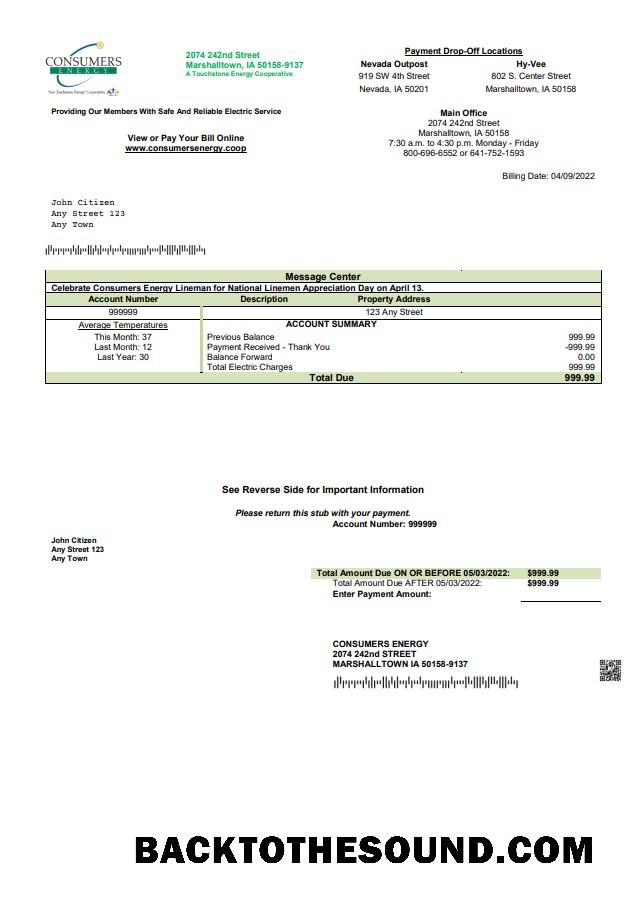 CONSUMERS
ENERGY
Your Touchstone Energy® Cooperative
2074 242nd Street
Marshalltown, IA 50158-9137
A Touchstone Energy Cooperative
Payment Drop-Off Locations
Nevada Outpost Hy-Vee
919 SW 4th Street 802 S. Center Street
Nevada, IA 50201 Marshalltown, IA 50158
Providing Our Members With Safe And Reliable Electric Service
Main Office
2074 242nd Street
Marshalltown, IA 50158
7:30 a.m. to 4:30 p.m. Monday - Friday
800-696-6552 or 641-752-1593
View or Pay Your Bill Online
www.consumersenergy.coop
Billing Date: 04/09/2022
John Citizen
Any Street 123
Any Town
Message Center
Celebrate Consumers Energy Lineman for National Linemen Appreciation Day on April 13.
Account Number Description Property Address
999999 123 Any Street
Average Temperatures ACCOUNT SUMMARY
This Month: 37 Previous Balance 999.99
Last Month: 12 Payment Received - Thank You -999.99
Last Year: 30 Balance Forward 0.00
Total Electric Charges 999.99
Total Due 999.99
See Reverse Side for Important Information
Please return this stub with your payment.
Account Number: 999999
John Citizen
Any Street 123
Any Town
Total Amount Due ON OR BEFORE 05/03/2022: $999.99
Total Amount Due AFTER 05/03/2022: $999.99
Enter Payment Amount:
CONSUMERS ENERGY
2074 242nd STREET
MARSHALLTOWN IA 50158-9137
BACKTOTHESOUND.COM